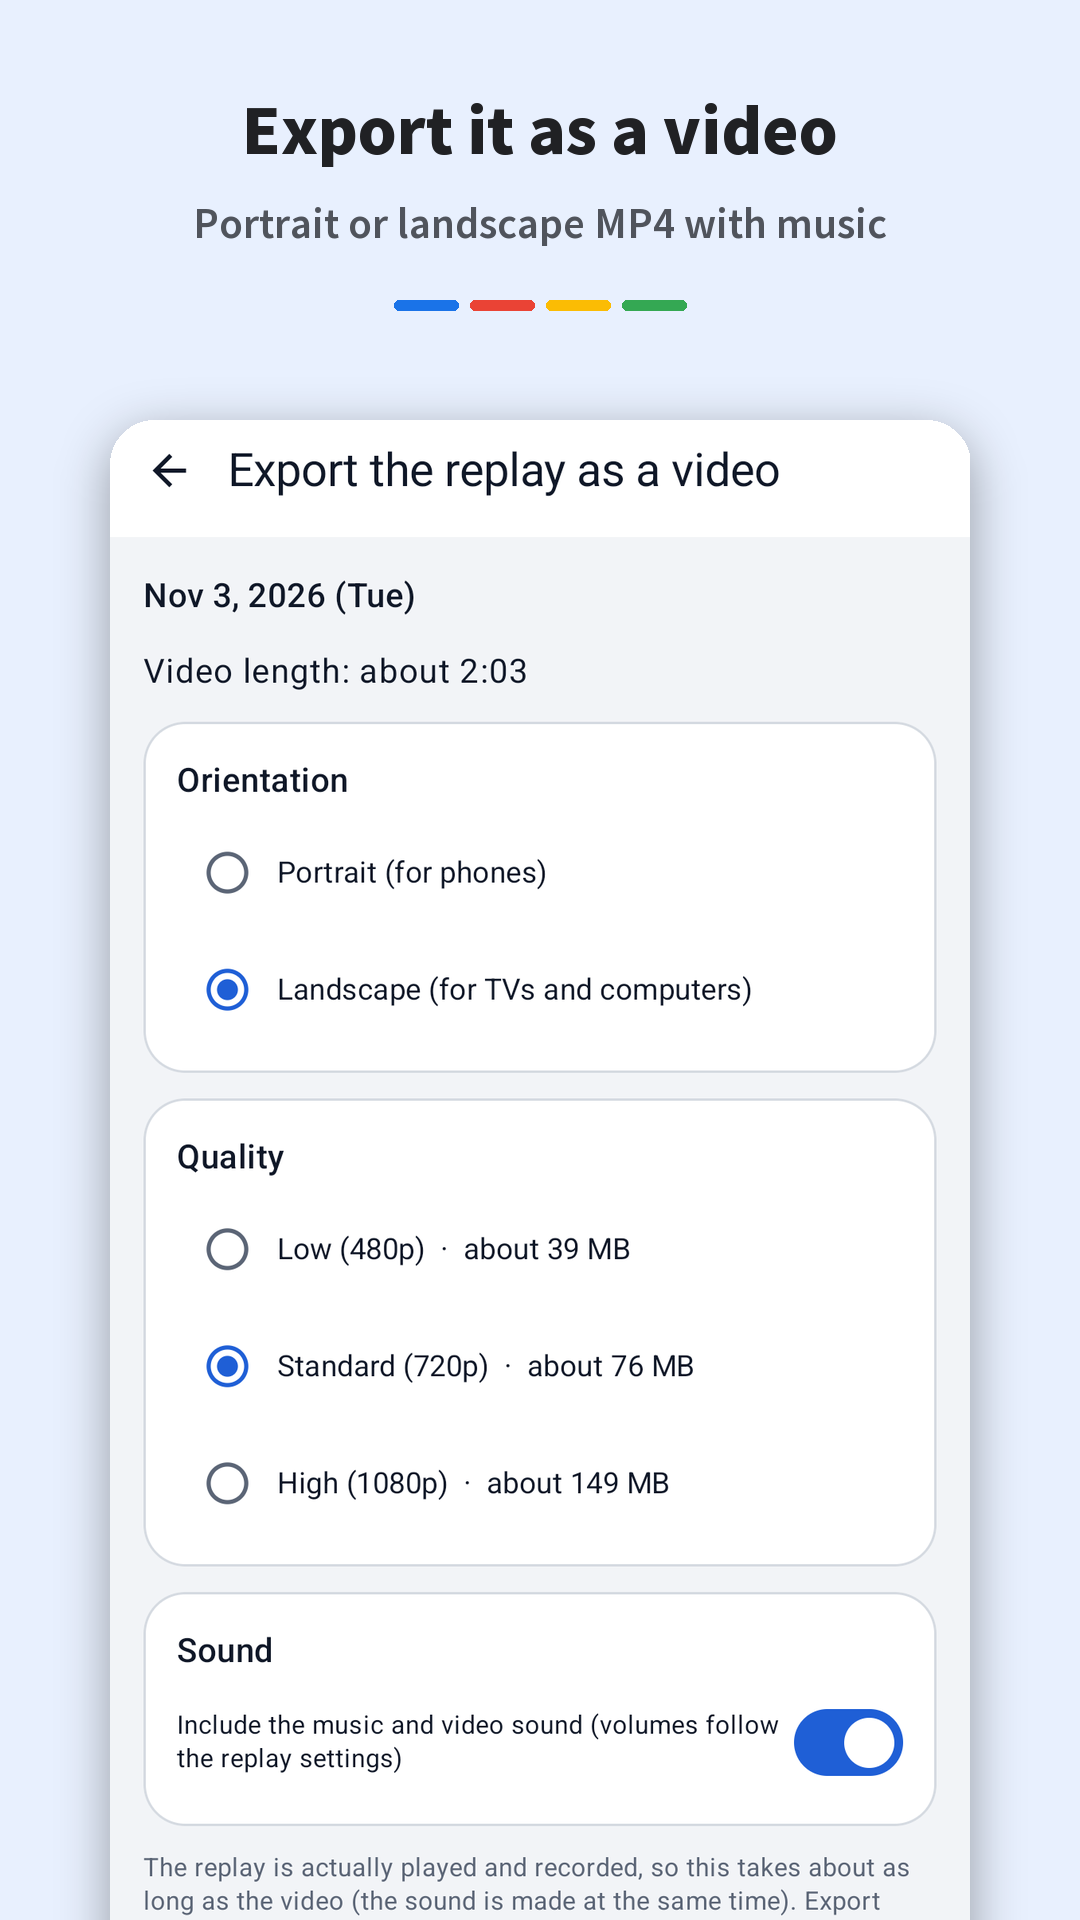 Export it as a video
Portrait or landscape MP4 with music
Export the replay as a video
Nov 3, 2026 (Tue)
Video length: about 2:03
Orientation
Portrait (for phones)
Landscape (for TVs and computers)
Quality
Low (480p) · about 39 MB
Standard (720p) · about 76 MB
High (1080p) · about 149 MB
Sound
Include the music and video sound (volumes follow
the replay settings)
The replay is actually played and recorded, so this takes about as
long as the video (the sound is made at the same time). Export